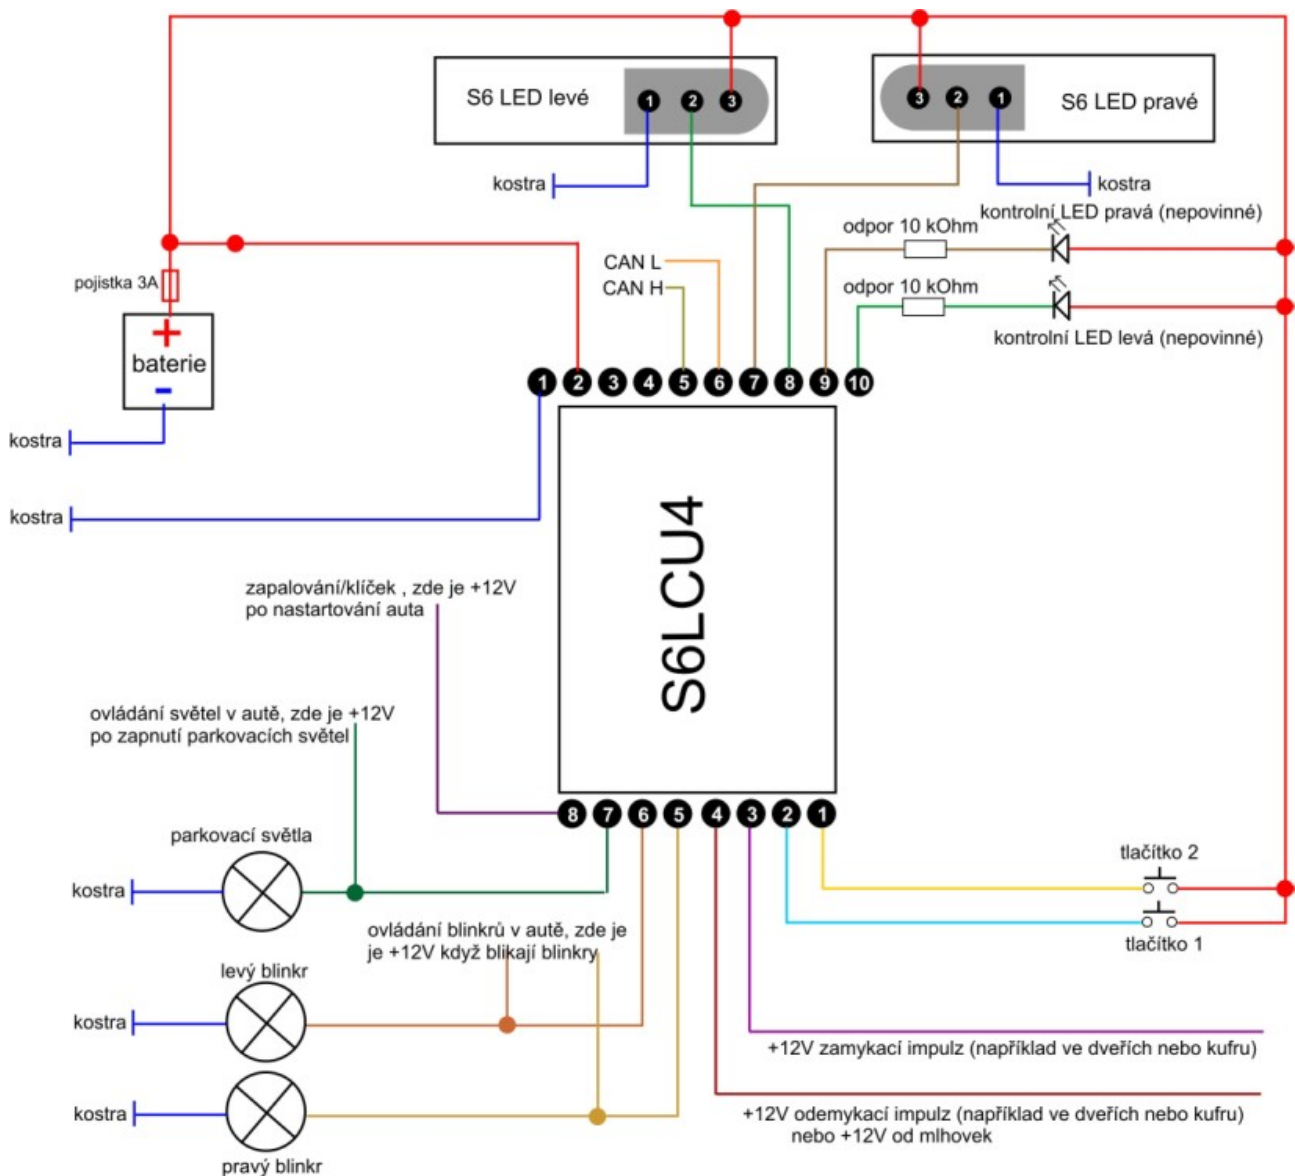 S6 LED levé
1 2 3
3 2 1
S6 LED pravé
kostra
kostra
kontrolní LED pravá (nepovinné)
odpor 10 kOhm
CAN L
CAN H
odpor 10 kOhm
kontrolní LED levá (nepovinné)
pojistka 3A
+
baterie
-
kostra
kostra
1 2 3 4 5 6 7 8 9 10
S6LCU4
zapalování/klíček , zde je +12V
po nastartování auta
ovládání světel v autě, zde je +12V
po zapnutí parkovacích světel
8 7 6 5 4 3 2 1
parkovací světla
kostra
ovládání blinkrů v autě, zde je
je +12V když blikají blinkry
levý blinkr
kostra
kostra
pravý blinkr
tlačítko 2
tlačítko 1
+12V zamykací impulz (například ve dveřích nebo kufru)
+12V odemykací impulz (například ve dveřích nebo kufru)
nebo +12V od mlhovek